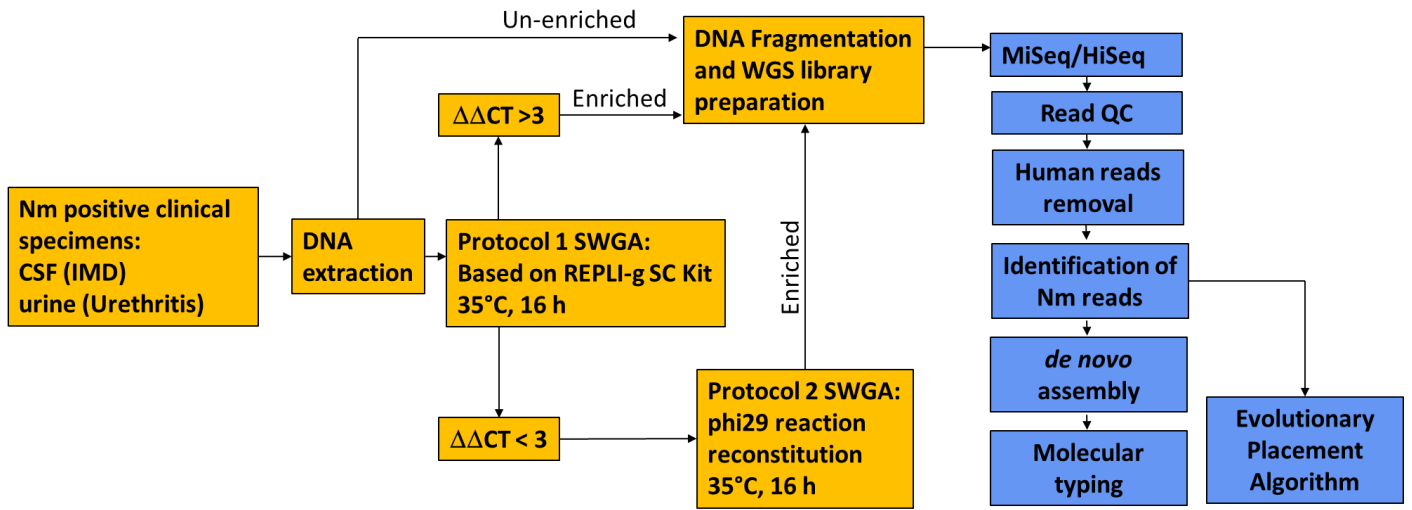 Un-enriched
DNA Fragmentation
and WGS library
preparation
MiSeq/HiSeq
Enriched
ΔΔCT >3
Read QC
Human reads
removal
Nm positive clinical
specimens:
CSF (IMD)
urine (Urethritis)
DNA
extraction
Protocol 1 SWGA:
Based on REPLI-g SC Kit
35°C, 16 h
Enriched
Identification of
Nm reads
de novo
assembly
Protocol 2 SWGA:
phi29 reaction
reconstitution
35°C, 16 h
ΔΔCT < 3
Molecular
typing
Evolutionary
Placement
Algorithm